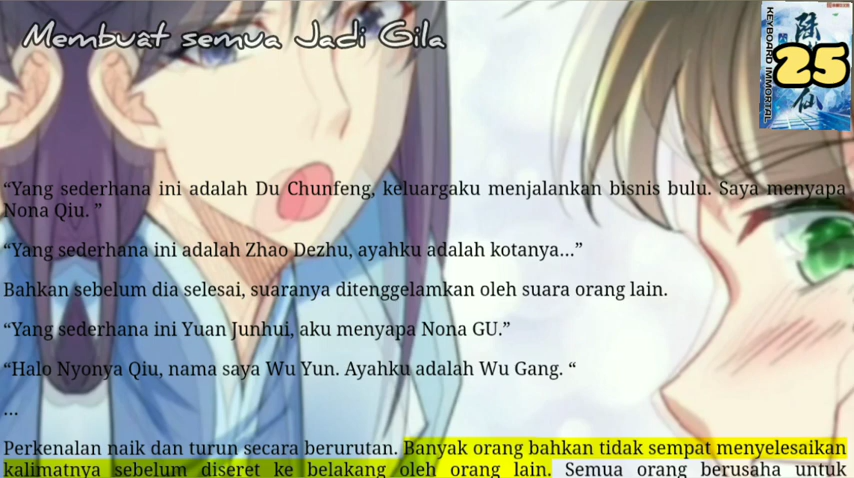 Membuat semua Jadi Gila
KEYBOARD IMMORTAL
25
“Yang sederhana ini adalah Du Chunfeng, keluargaku menjalankan bisnis bulu. Saya menyapa
Nona Qiu. ”
“Yang sederhana ini adalah Zhao Dezhu, ayahku adalah kotanya…”
Bahkan sebelum dia selesai, suaranya ditenggelamkan oleh suara orang lain.
“Yang sederhana ini Yuan Junhui, aku menyapa Nona GU.”
“Halo Nyonya Qiu, nama saya Wu Yun. Ayahku adalah Wu Gang. “
…
Perkenalan naik dan turun secara berurutan. Banyak orang bahkan tidak sempat menyelesaikan
kalimatnya sebelum diseret ke belakang oleh orang lain. Semua orang berusaha untuk